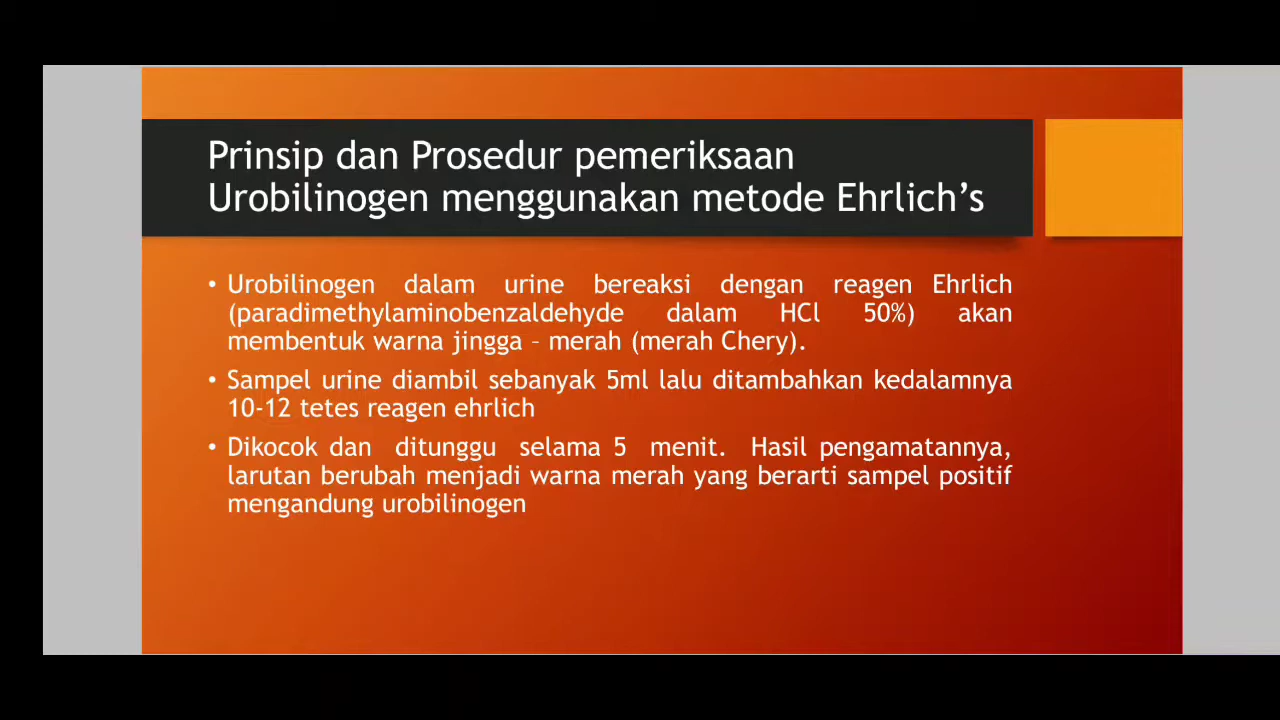 Prinsip dan Prosedur pemeriksaan
Urobilinogen menggunakan metode Ehrlich’s
• Urobilinogen dalam urine bereaksi dengan reagen Ehrlich
(paradimethylaminobenzaldehyde dalam HCl 50%) akan
membentuk warna jingga – merah (merah Chery).
• Sampel urine diambil sebanyak 5ml lalu ditambahkan kedalamnya
10-12 tetes reagen ehrlich
• Dikocok dan ditunggu selama 5 menit. Hasil pengamatannya,
larutan berubah menjadi warna merah yang berarti sampel positif
mengandung urobilinogen